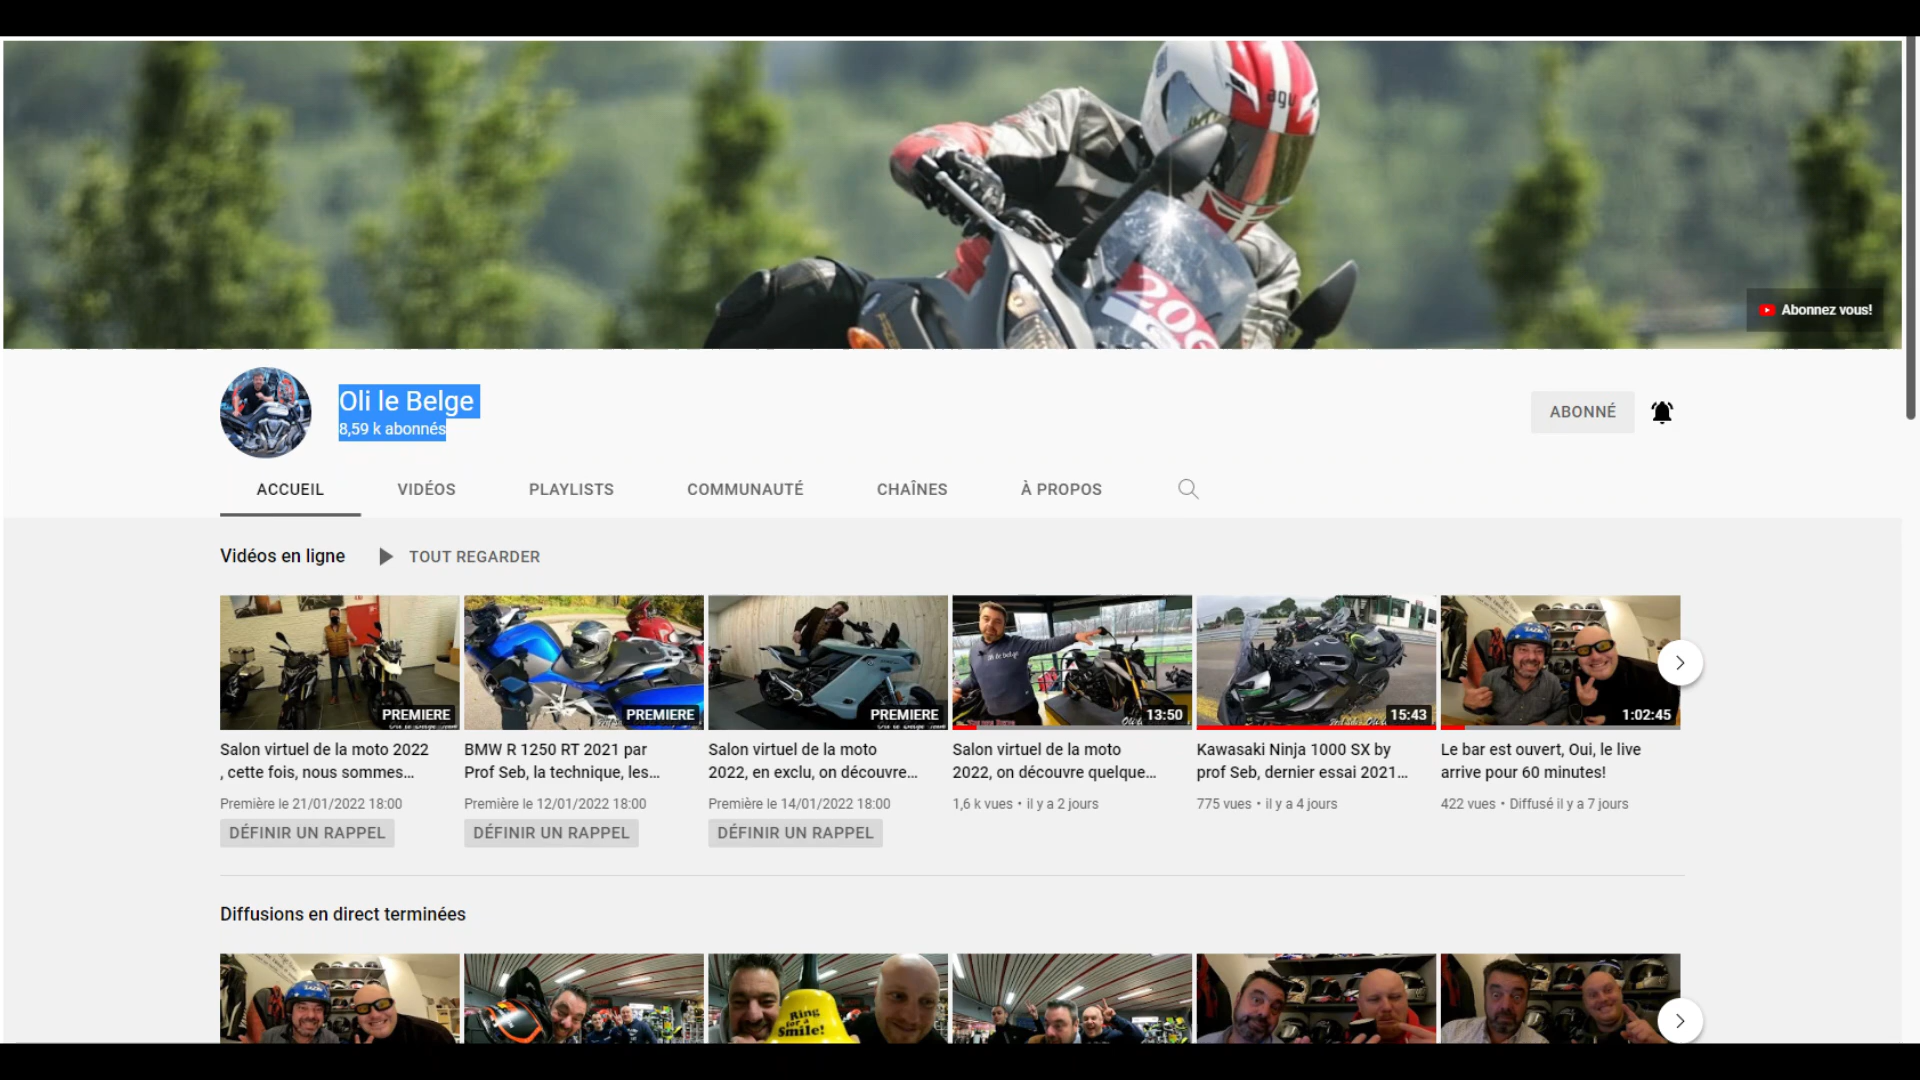 agv
206
Abonnez vous!
Oli le Belge
8,59 k abonnés
ABONNÉ
ACCUEIL
VIDÉOS
PLAYLISTS
COMMUNAUTÉ
CHAÎNES
À PROPOS
Vidéos en ligne
TOUT REGARDER
PREMIERE
PREMIERE
PREMIERE
13:50
15:43
1:02:45
Salon virtuel de la moto 2022
, cette fois, nous sommes...
Première le 21/01/2022 18:00
DÉFINIR UN RAPPEL
BMW R 1250 RT 2021 par
Prof Seb, la technique, les...
Première le 12/01/2022 18:00
DÉFINIR UN RAPPEL
Salon virtuel de la moto
2022, en exclu, on découvre...
Première le 14/01/2022 18:00
DÉFINIR UN RAPPEL
Salon virtuel de la moto
2022, on découvre quelque...
1,6 k vues • il y a 2 jours
Kawasaki Ninja 1000 SX by
prof Seb, dernier essai 2021...
775 vues • il y a 4 jours
Le bar est ouvert, Oui, le live
arrive pour 60 minutes!
422 vues • Diffusé il y a 7 jours
Diffusions en direct terminées
Ring
for a
Smile!